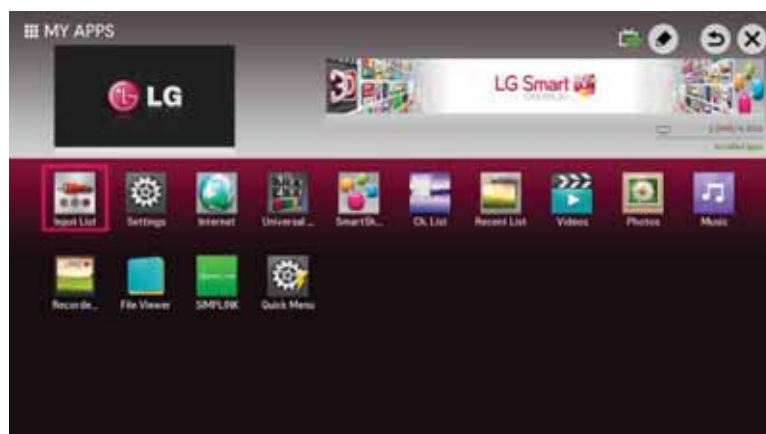 MY APPS
LG
3D
LG Smart
Input List
Settings
Internet
Universal ...
SmartSh...
Ch. List
Recent List
Videos
Photos
Music
Recorde...
File Viewer
SIMPLINK
Quick Menu